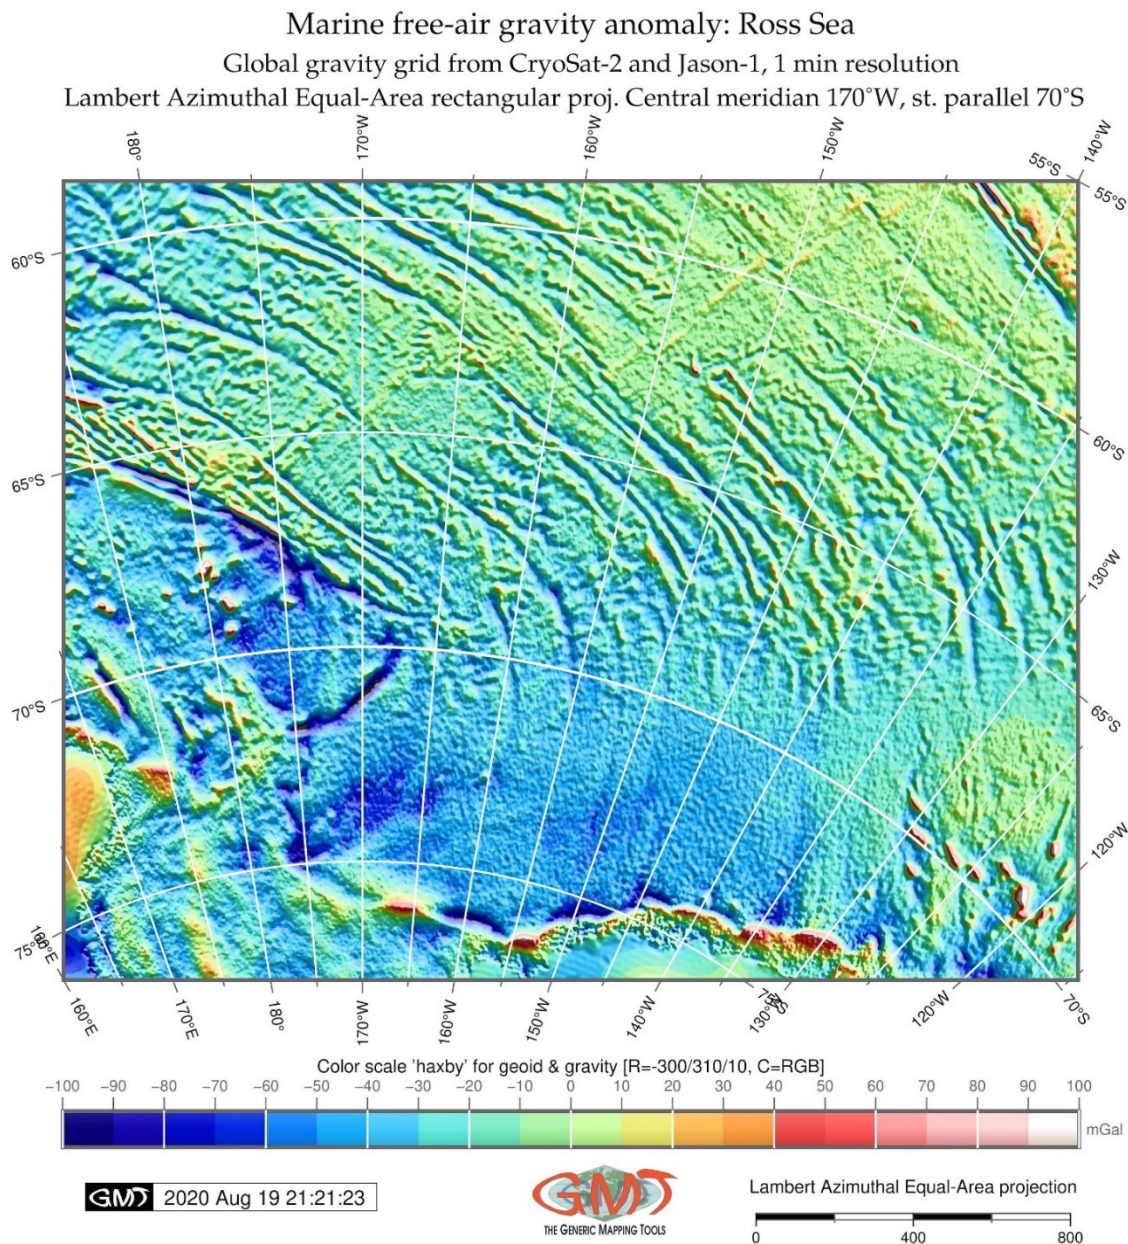 Marine free-air gravity anomaly: Ross Sea
Global gravity grid from CryoSat-2 and Jason-1, 1 min resolution
Lambert Azimuthal Equal-Area rectangular proj. Central meridian 170°W, st. parallel 70°S
180°
170°W
160°W
150°W
140°W
55°S
55°S
60°S
65°S
70°S
75°S
160°E
60°S
130°W
65°S
120°W
70°S
160°E
170°E
180°
170°W
160°W
150°W
140°W
75°S
130°W
120°W
Color scale 'haxby' for geoid & gravity [R=-300/310/10, C=RGB]
−100 −90 −80 −70 −60 −50 −40 −30 −20 −10 0 10 20 30 40 50 60 70 80 90 100
mGal
GMT 2020 Aug 19 21:21:23
GMT
THE GENERIC MAPPING TOOLS
Lambert Azimuthal Equal-Area projection
0 400 800